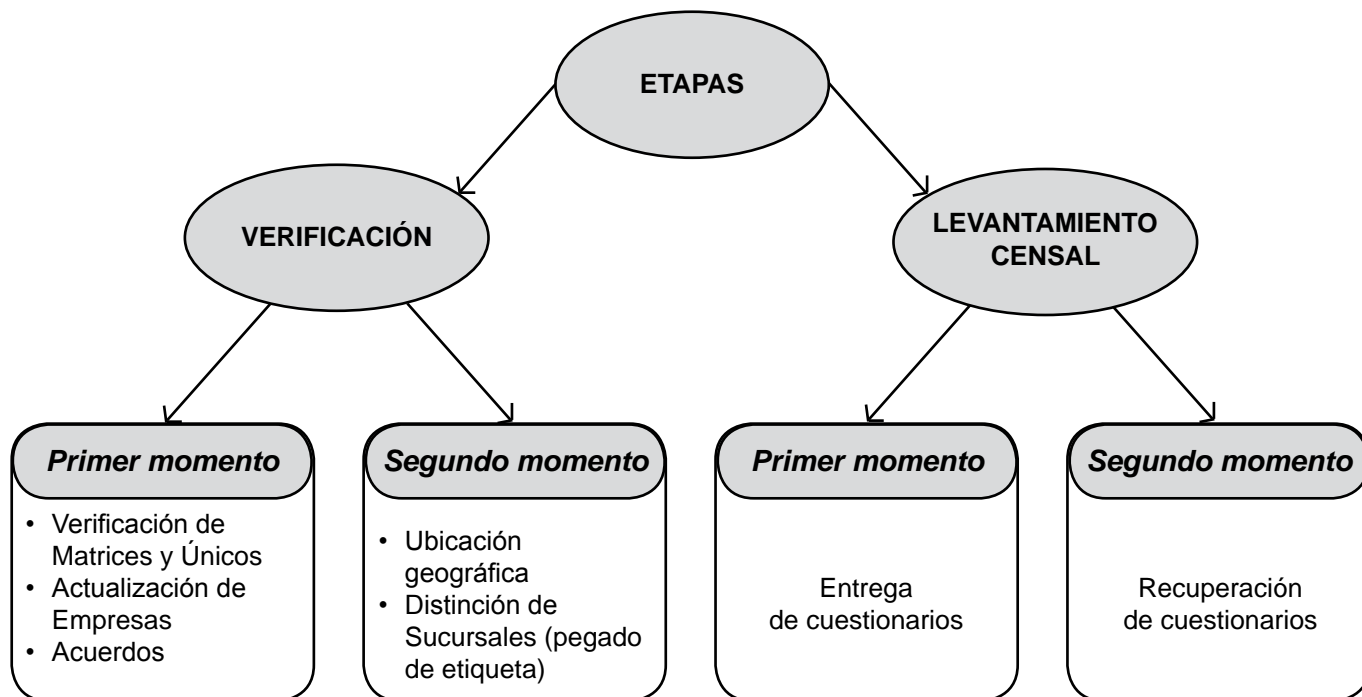 ETAPAS
VERIFICACIÓN
LEVANTAMIENTO
CENSAL
Primer momento
• Verificación de
Matrices y Únicos
• Actualización de
Empresas
• Acuerdos
Segundo momento
• Ubicación
geográfica
• Distinción de
Sucursales (pegado
de etiqueta)
Primer momento
Entrega
de cuestionarios
Segundo momento
Recuperación
de cuestionarios